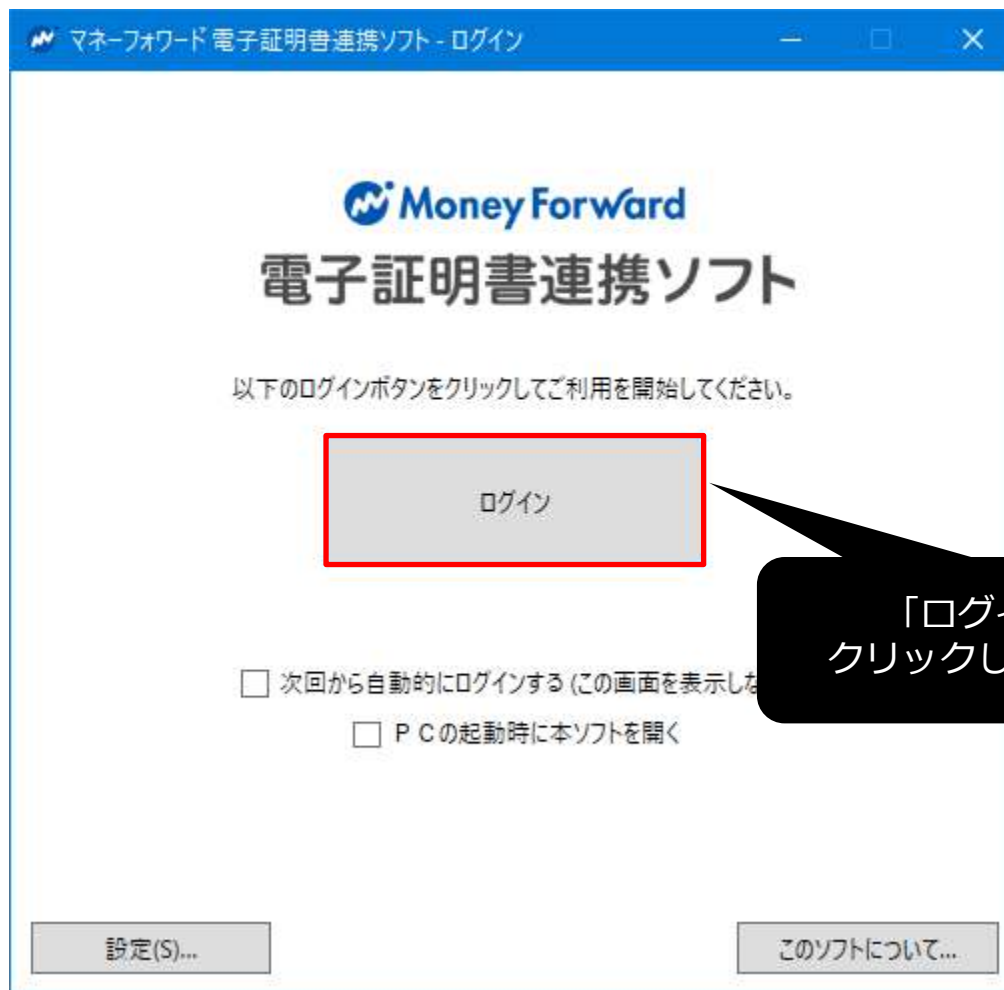 マネーフォワード 電子証明書連携ソフト - ログイン
Money Forward
電子証明書連携ソフト
以下のログインボタンをクリックしてご利用を開始してください。
ログイン
「ログ
クリックし
次回から自動的にログインする (この画面を表示しな
ＰＣの起動時に本ソフトを開く
設定(S)...
このソフトについて...